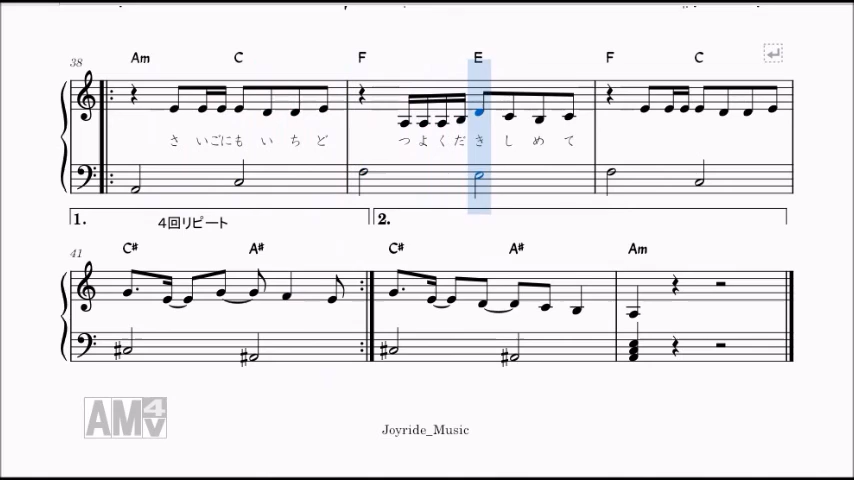 38 Am C F E F C
さ いごにも い ち ど つ よ く だ き し め て
1. 4回リピート 2.
41 C# A# C# A# Am
AM4V
Joyride_Music